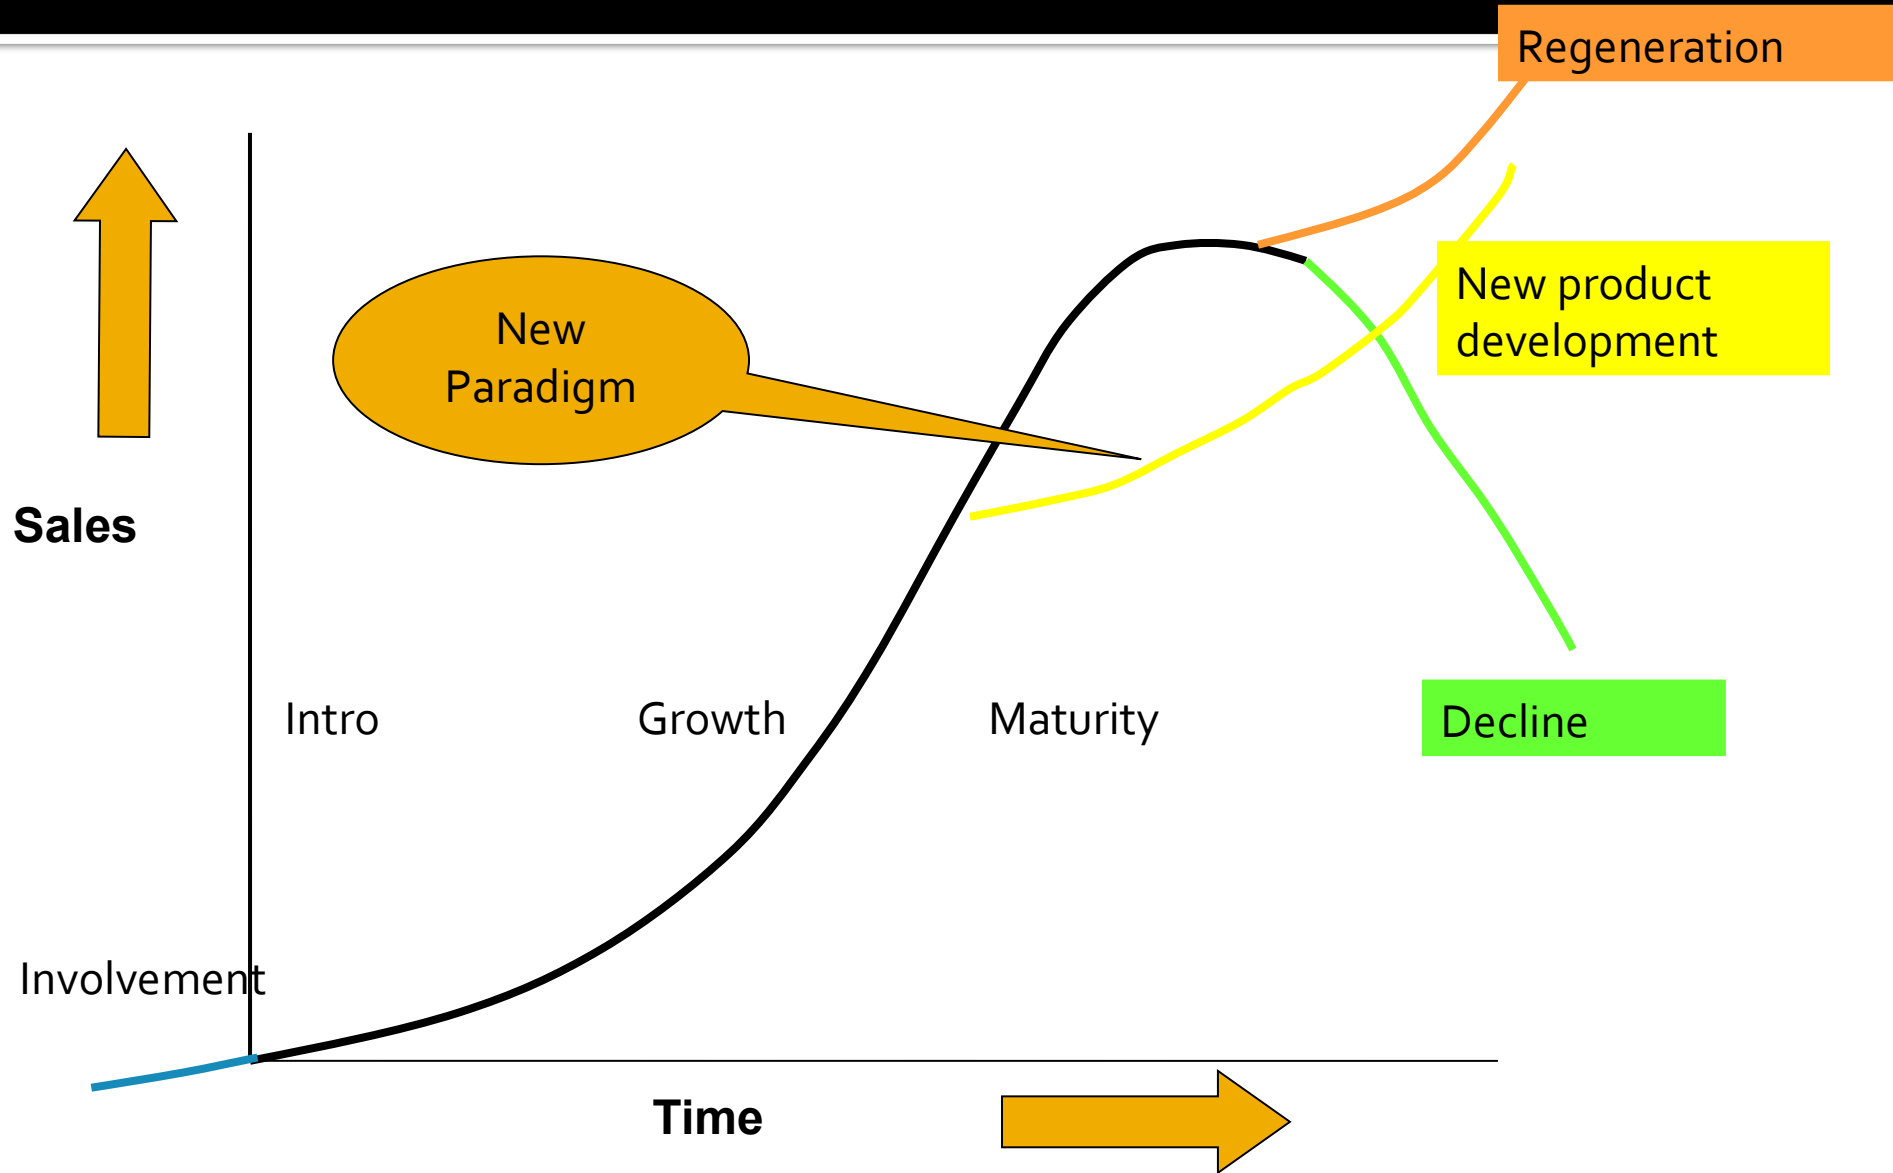 Regeneration
New
Paradigm
New product
development
Sales
Intro
Growth
Maturity
Decline
Involvement
Time